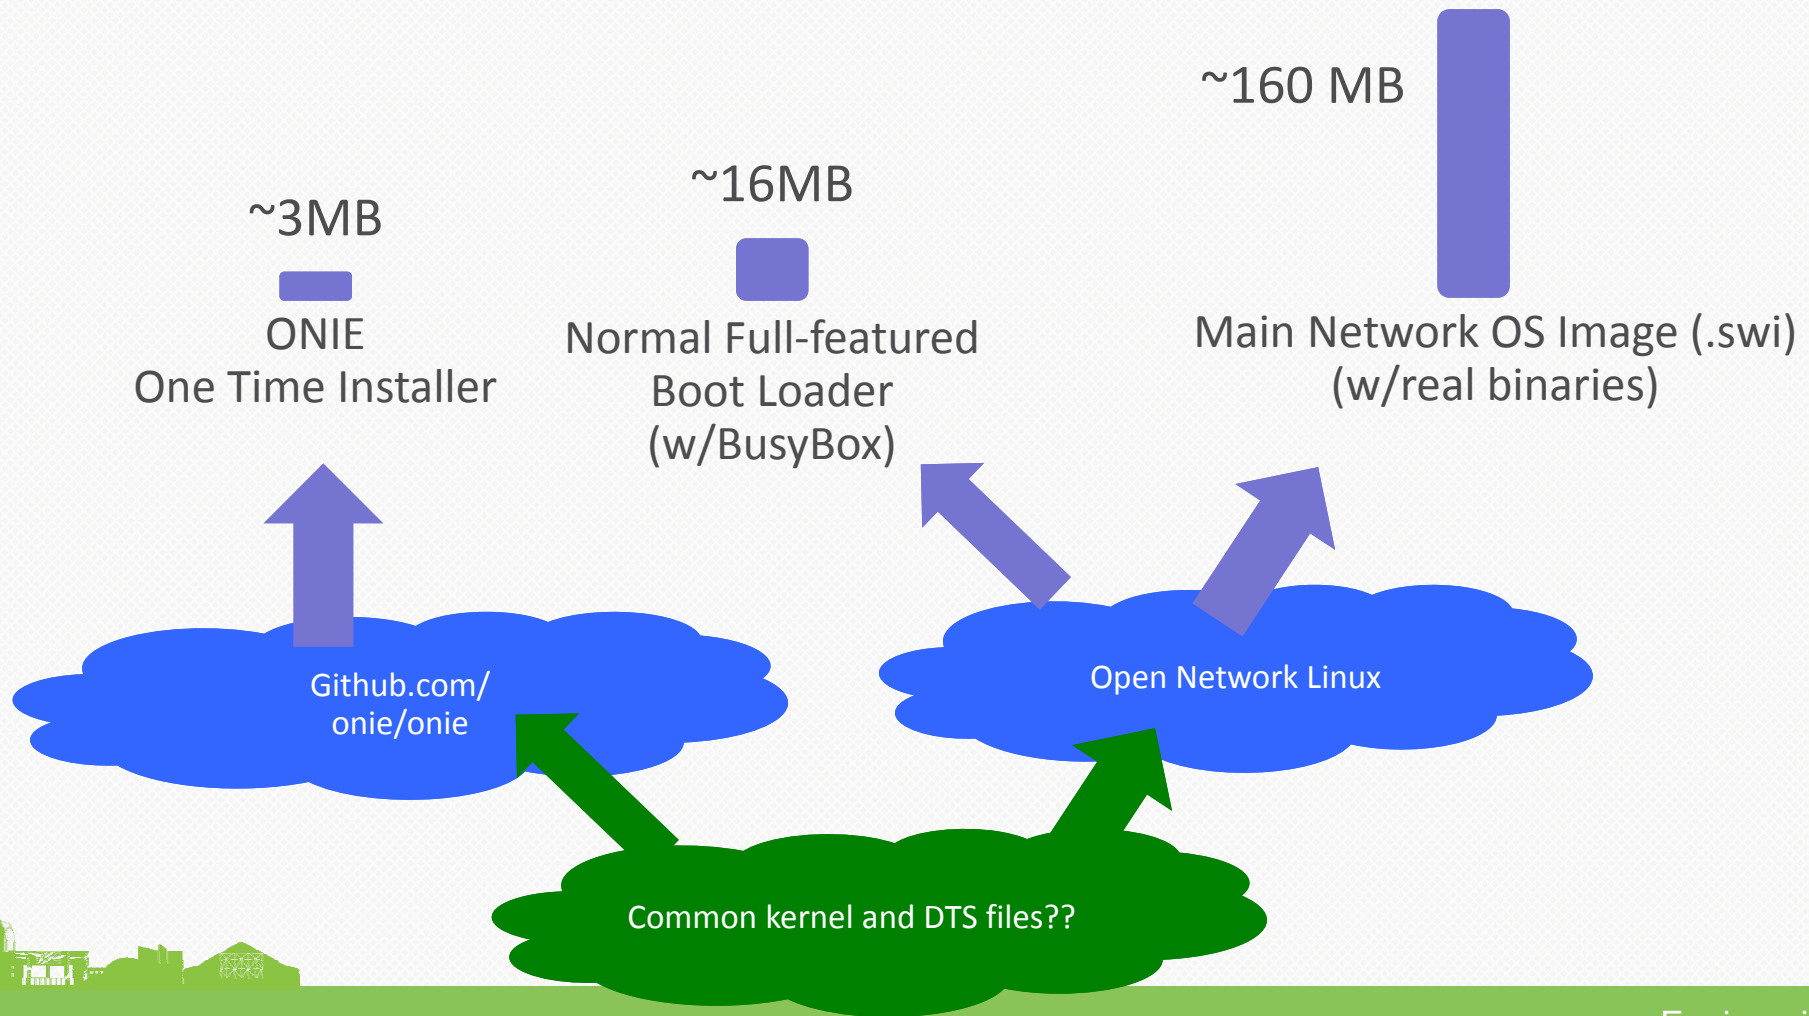 ~160 MB
~16MB
~3MB
ONIE
One Time Installer
Normal Full-featured
Boot Loader
(w/BusyBox)
Main Network OS Image (.swi)
(w/real binaries)
Github.com/
onie/onie
Open Network Linux
Common kernel and DTS files??